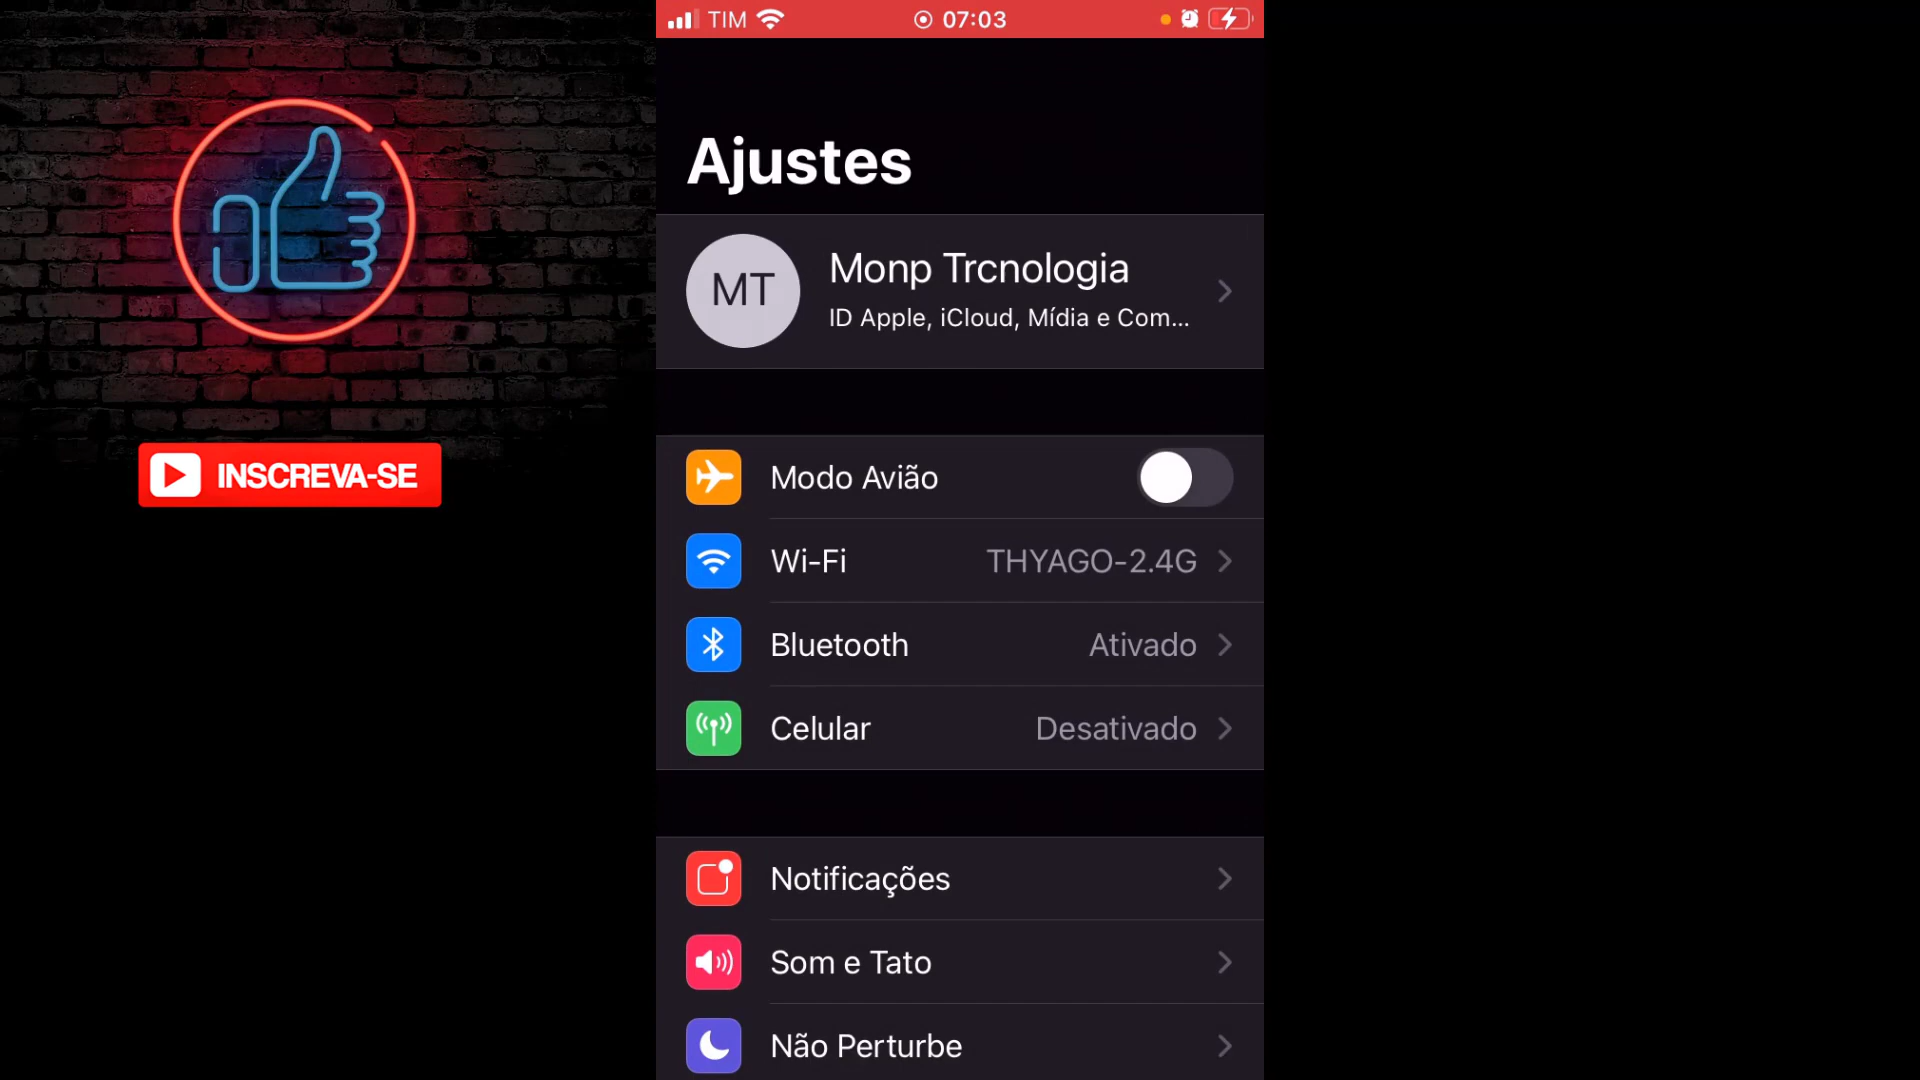 TIM 07:03
Ajustes
MT
Monp Trcnologia
ID Apple, iCloud, Mídia e Com...
INSCREVA-SE
Modo Avião
Wi-Fi THYAGO-2.4G
Bluetooth Ativado
Celular Desativado
Notificações
Som e Tato
Não Perturbe